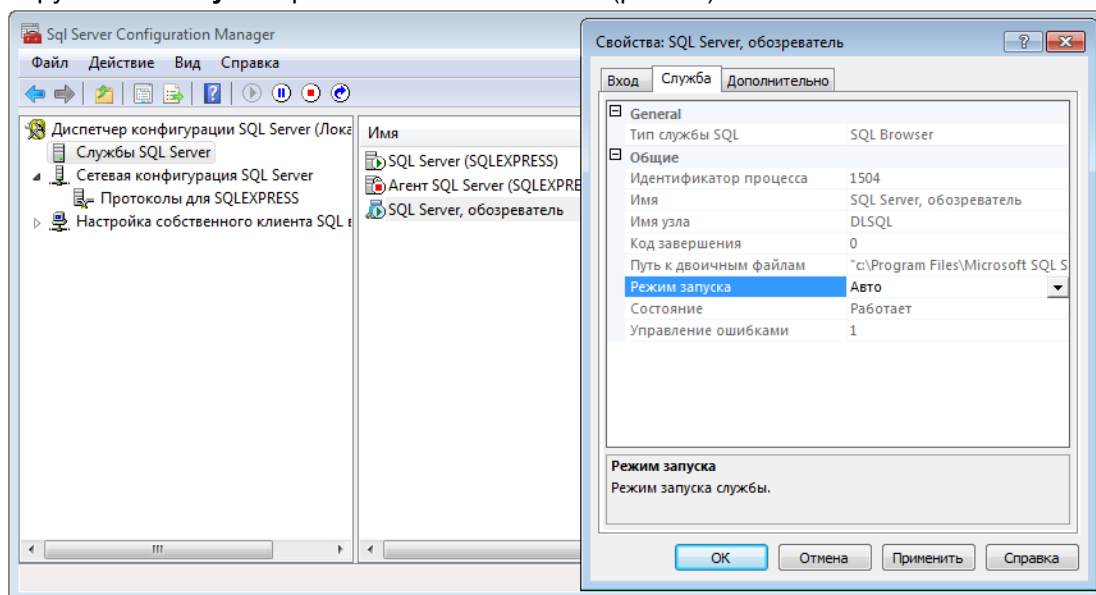 Sql Server Configuration Manager
Файл Действие Вид Справка
Диспетчер конфигурации SQL Server (Лока
Службы SQL Server
Сетевая конфигурация SQL Server
Протоколы для SQLEXPRESS
Настройка собственного клиента SQL в
Имя
SQL Server (SQLEXPRESS)
Агент SQL Server (SQLEXPRE
SQL Server, обозреватель
Свойства: SQL Server, обозреватель
Вход Служба Дополнительно
General
Тип службы SQL SQL Browser
Общие
Идентификатор процесса 1504
Имя SQL Server, обозреватель
Имя узла DLSQL
Код завершения 0
Путь к двоичным файлам "c:\Program Files\Microsoft SQL S
Режим запуска Авто
Состояние Работает
Управление ошибками 1
Режим запуска
Режим запуска службы.
ОК Отмена Применить Справка